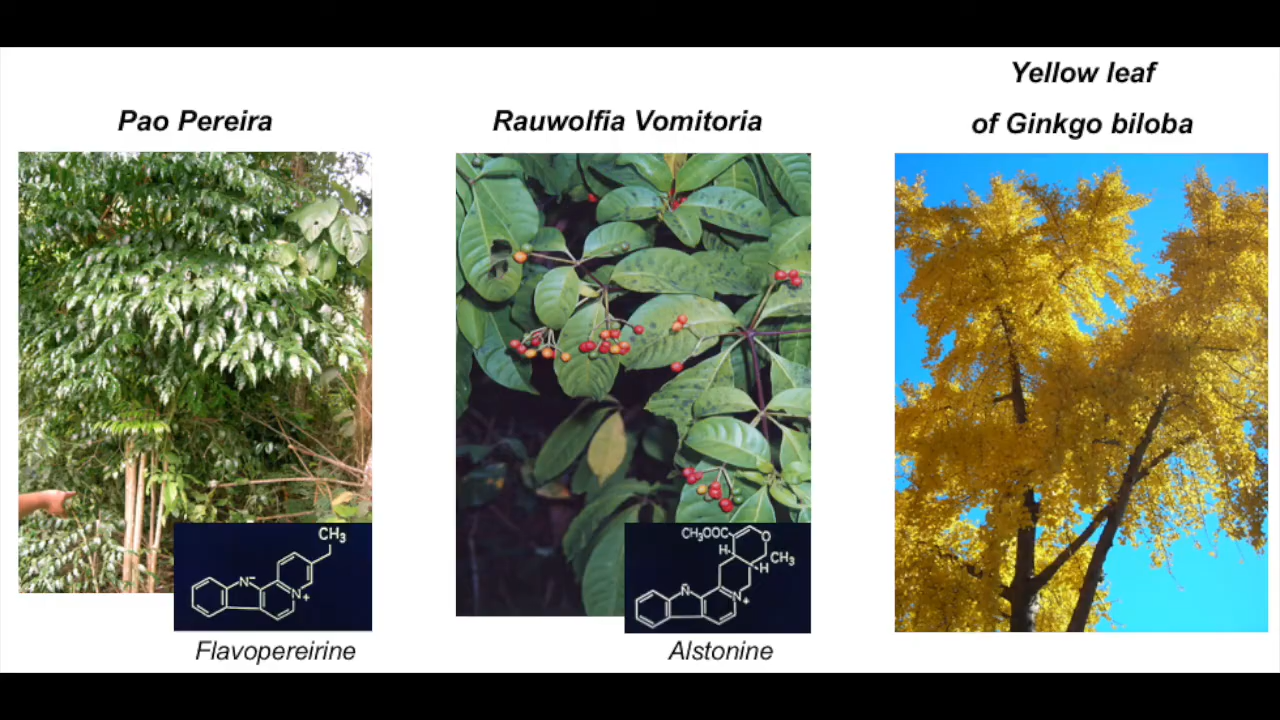 Pao Pereira
Rauwolfia Vomitoria
Yellow leaf
of Ginkgo biloba
CH₃
N⁻
N⁺
Flavopereirine
CH₃OOC
O
H
H
CH₃
N
N⁺
Alstonine